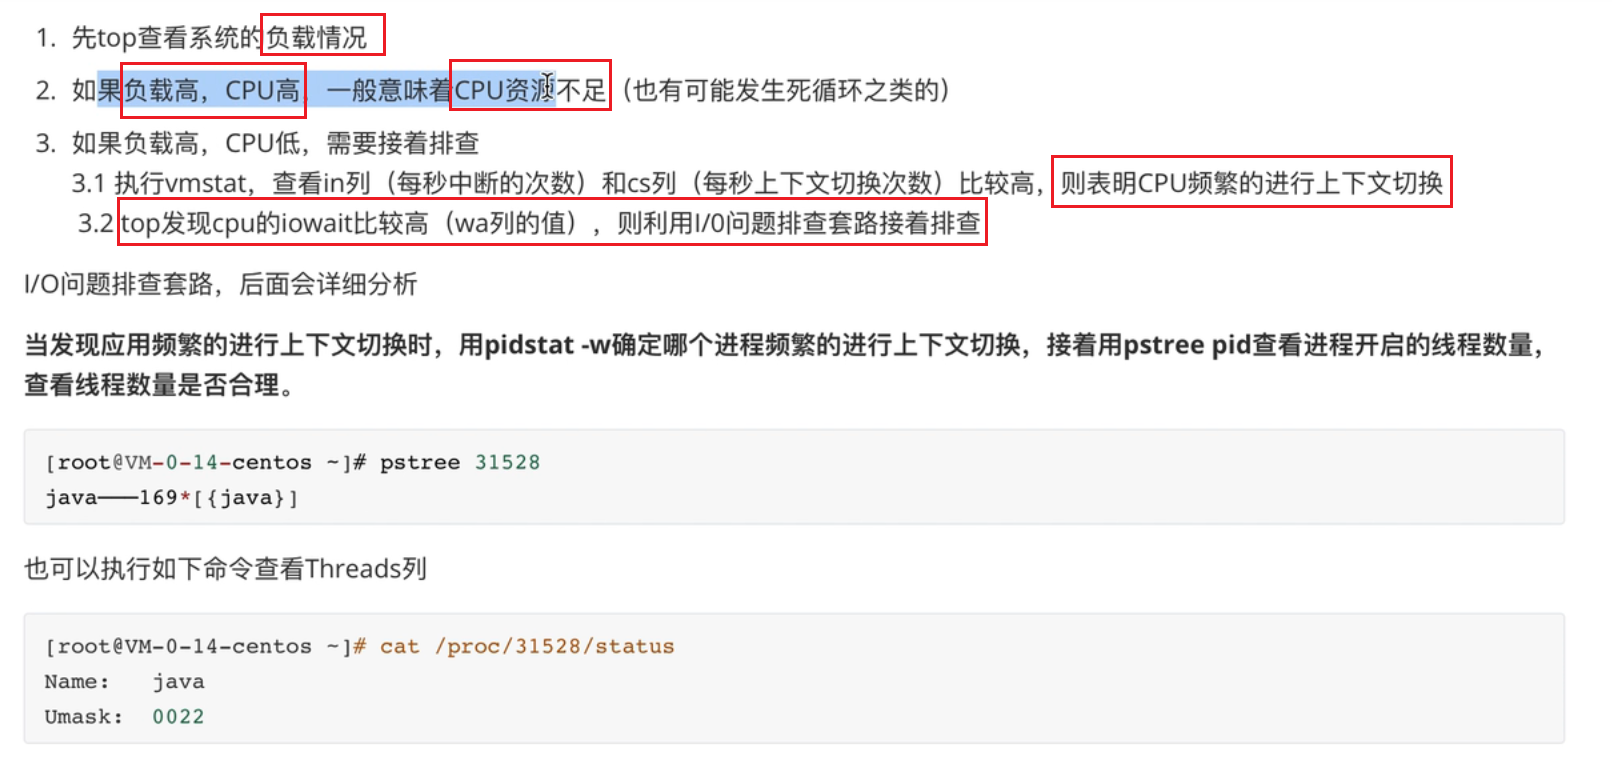 1. 先top查看系统的负载情况
2. 如果负载高，CPU高，一般意味着CPU资源不足（也有可能发生死循环之类的）
3. 如果负载高，CPU低，需要接着排查
3.1 执行vmstat，查看in列（每秒中断的次数）和cs列（每秒上下文切换次数）比较高，则表明CPU频繁的进行上下文切换
3.2 top发现cpu的iowait比较高（wa列的值），则利用I/0问题排查套路接着排查
I/O问题排查套路，后面会详细分析
当发现应用频繁的进行上下文切换时，用pidstat -w确定哪个进程频繁的进行上下文切换，接着用pstree pid查看进程开启的线程数量，
查看线程数量是否合理。
[root@VM-0-14-centos ~]# pstree 31528
java───169*[{java}]
也可以执行如下命令查看Threads列
[root@VM-0-14-centos ~]# cat /proc/31528/status
Name:   java
Umask:  0022